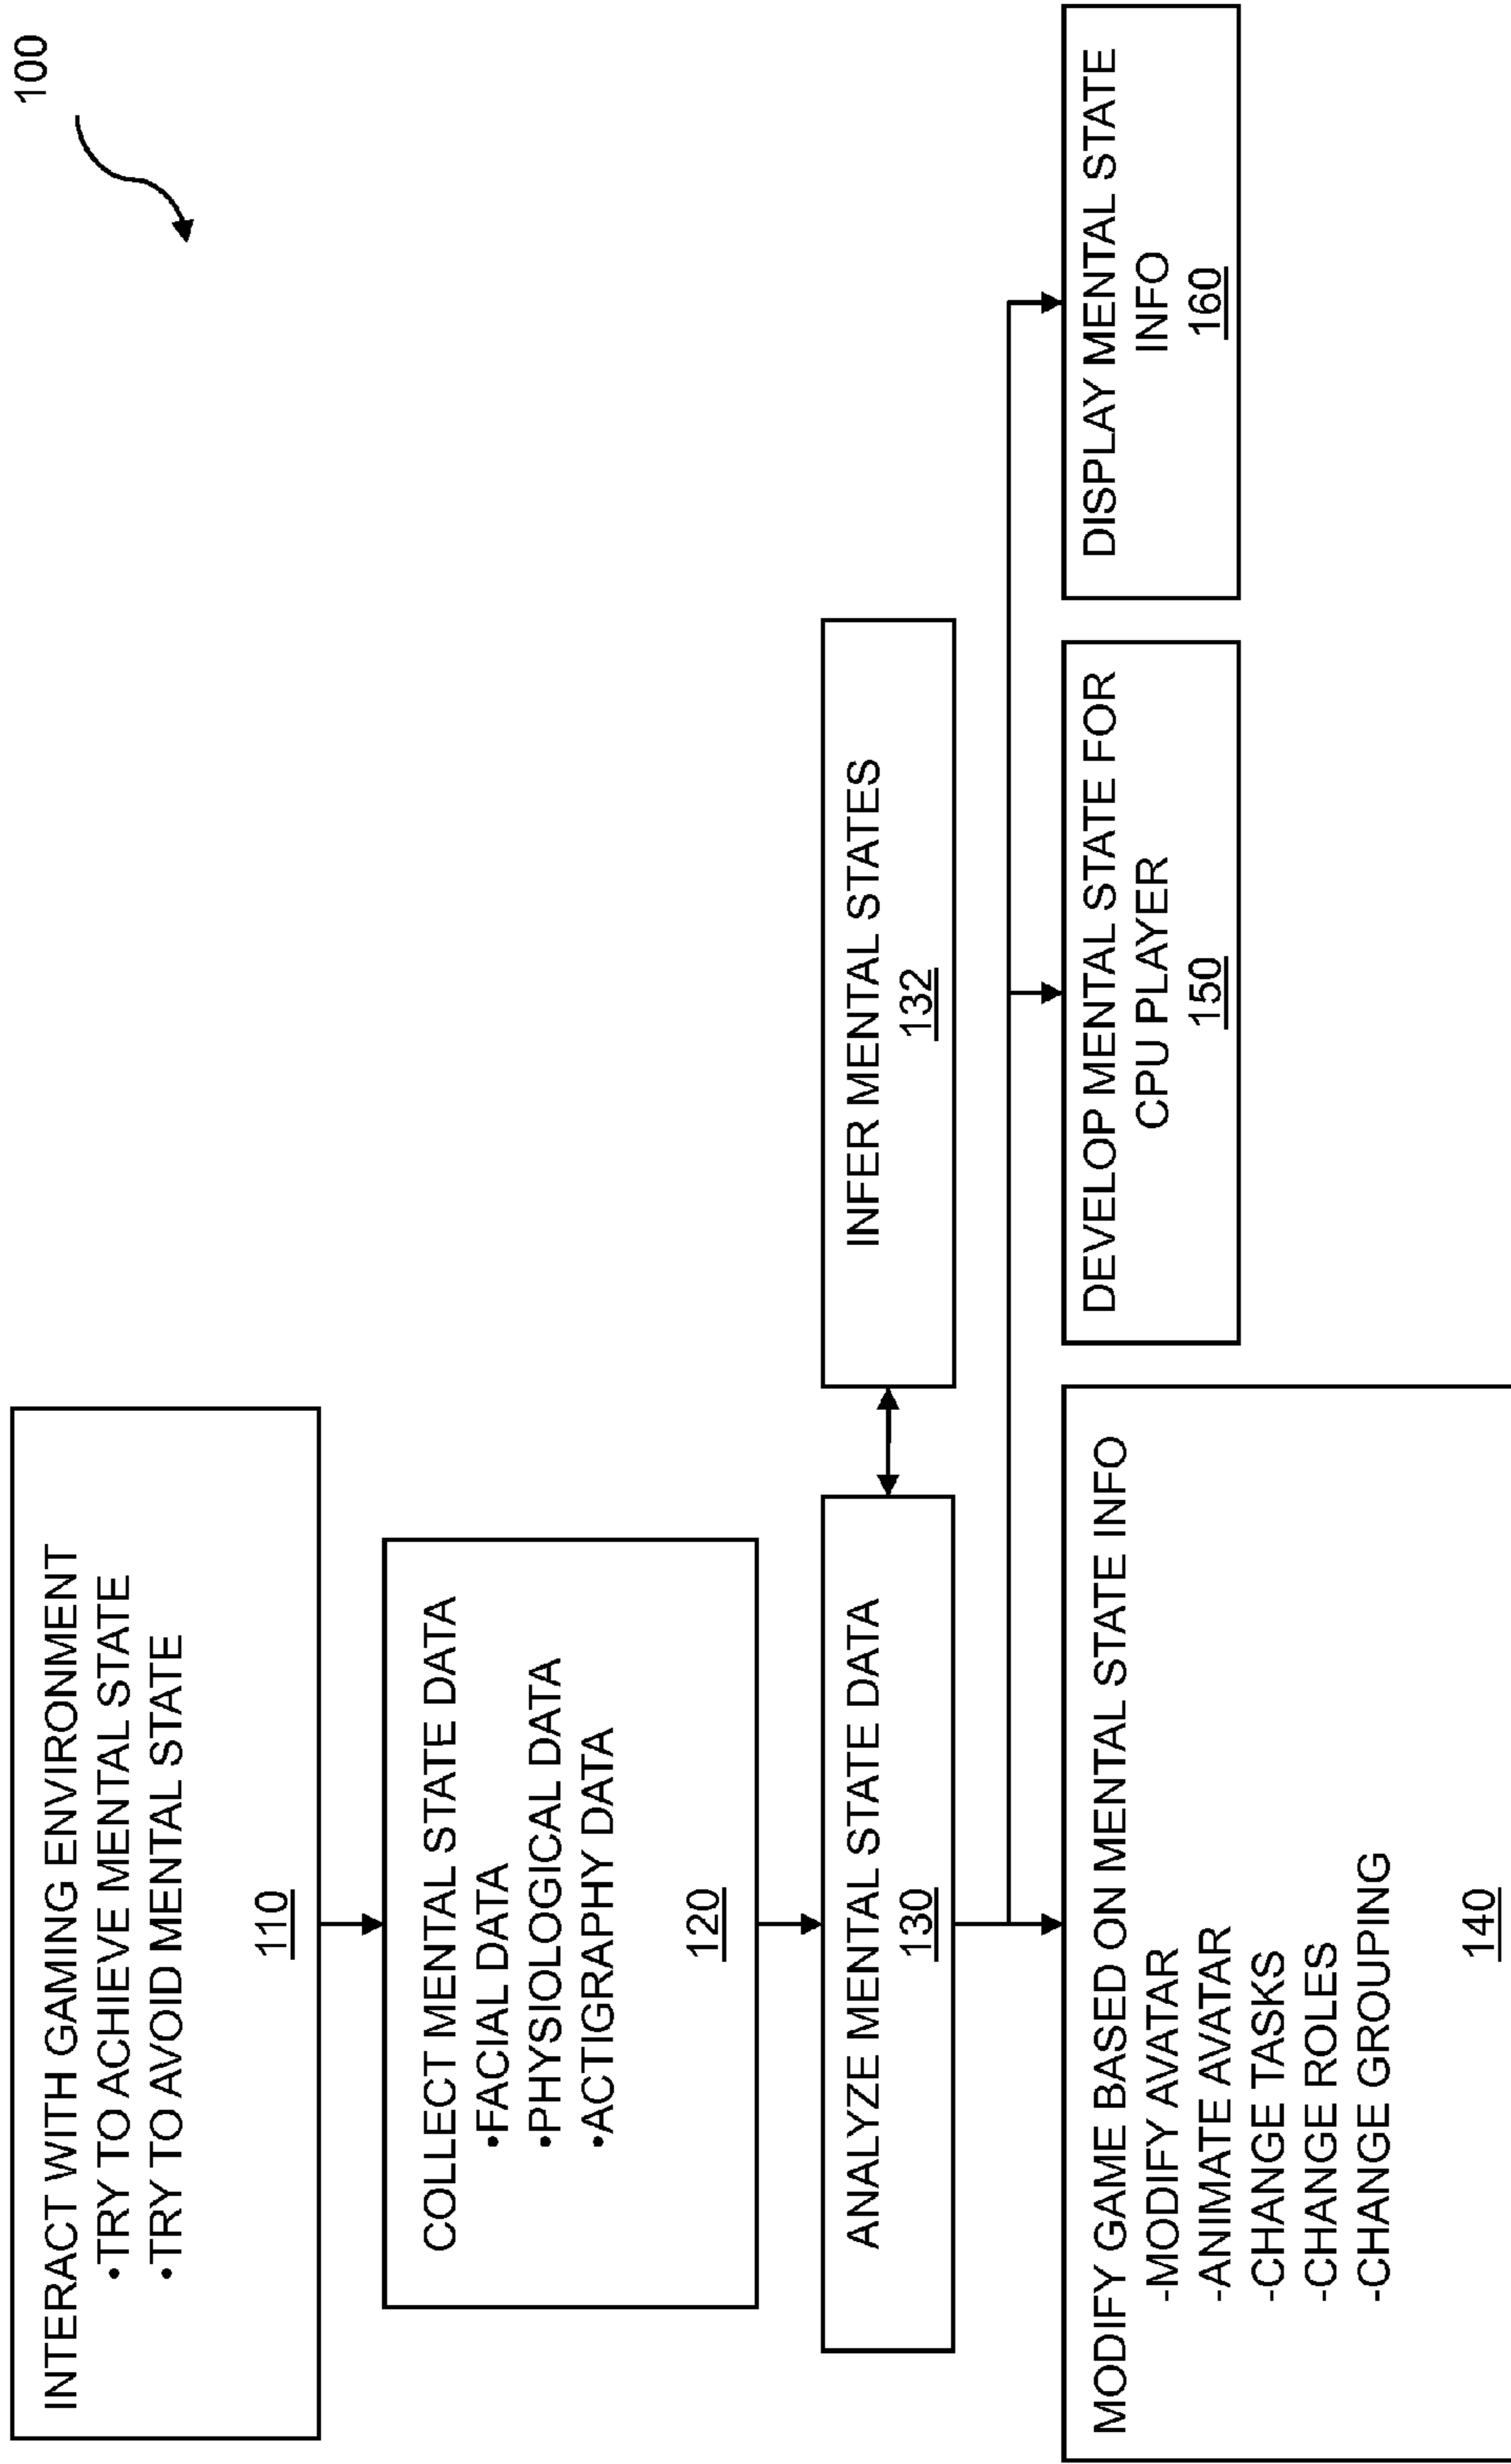 100
INTERACT WITH GAMING ENVIRONMENT
•TRY TO ACHIEVE MENTAL STATE
•TRY TO AVOID MENTAL STATE
110
COLLECT MENTAL STATE DATA
•FACIAL DATA
•PHYSIOLOGICAL DATA
•ACTIGRAPHY DATA
120
ANALYZE MENTAL STATE DATA
130
INFER MENTAL STATES
132
MODIFY GAME BASED ON MENTAL STATE INFO
-MODIFY AVATAR
-ANIMATE AVATAR
-CHANGE TASKS
-CHANGE ROLES
-CHANGE GROUPING
140
DEVELOP MENTAL STATE FOR
CPU PLAYER
150
DISPLAY MENTAL STATE
INFO
160